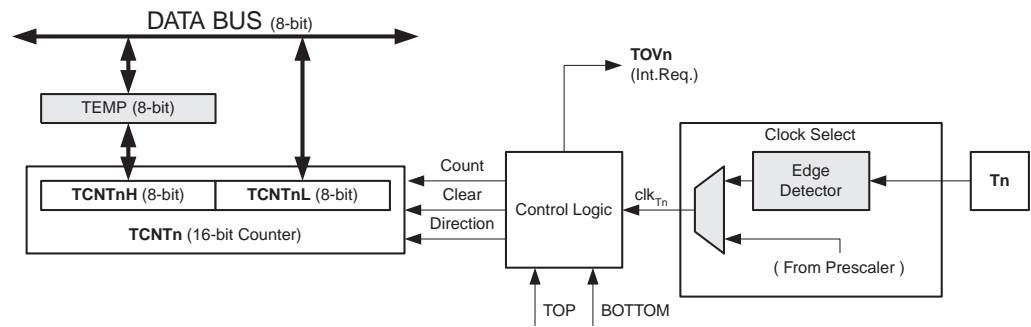 DATA BUS (8-bit)
TOVn
(Int.Req.)
TEMP (8-bit)
Clock Select
Count
Edge
Detector
Tn
TCNTnH (8-bit) TCNTnL (8-bit)
Clear
Control Logic
clkTn
TCNTn (16-bit Counter)
Direction
( From Prescaler )
TOP
BOTTOM